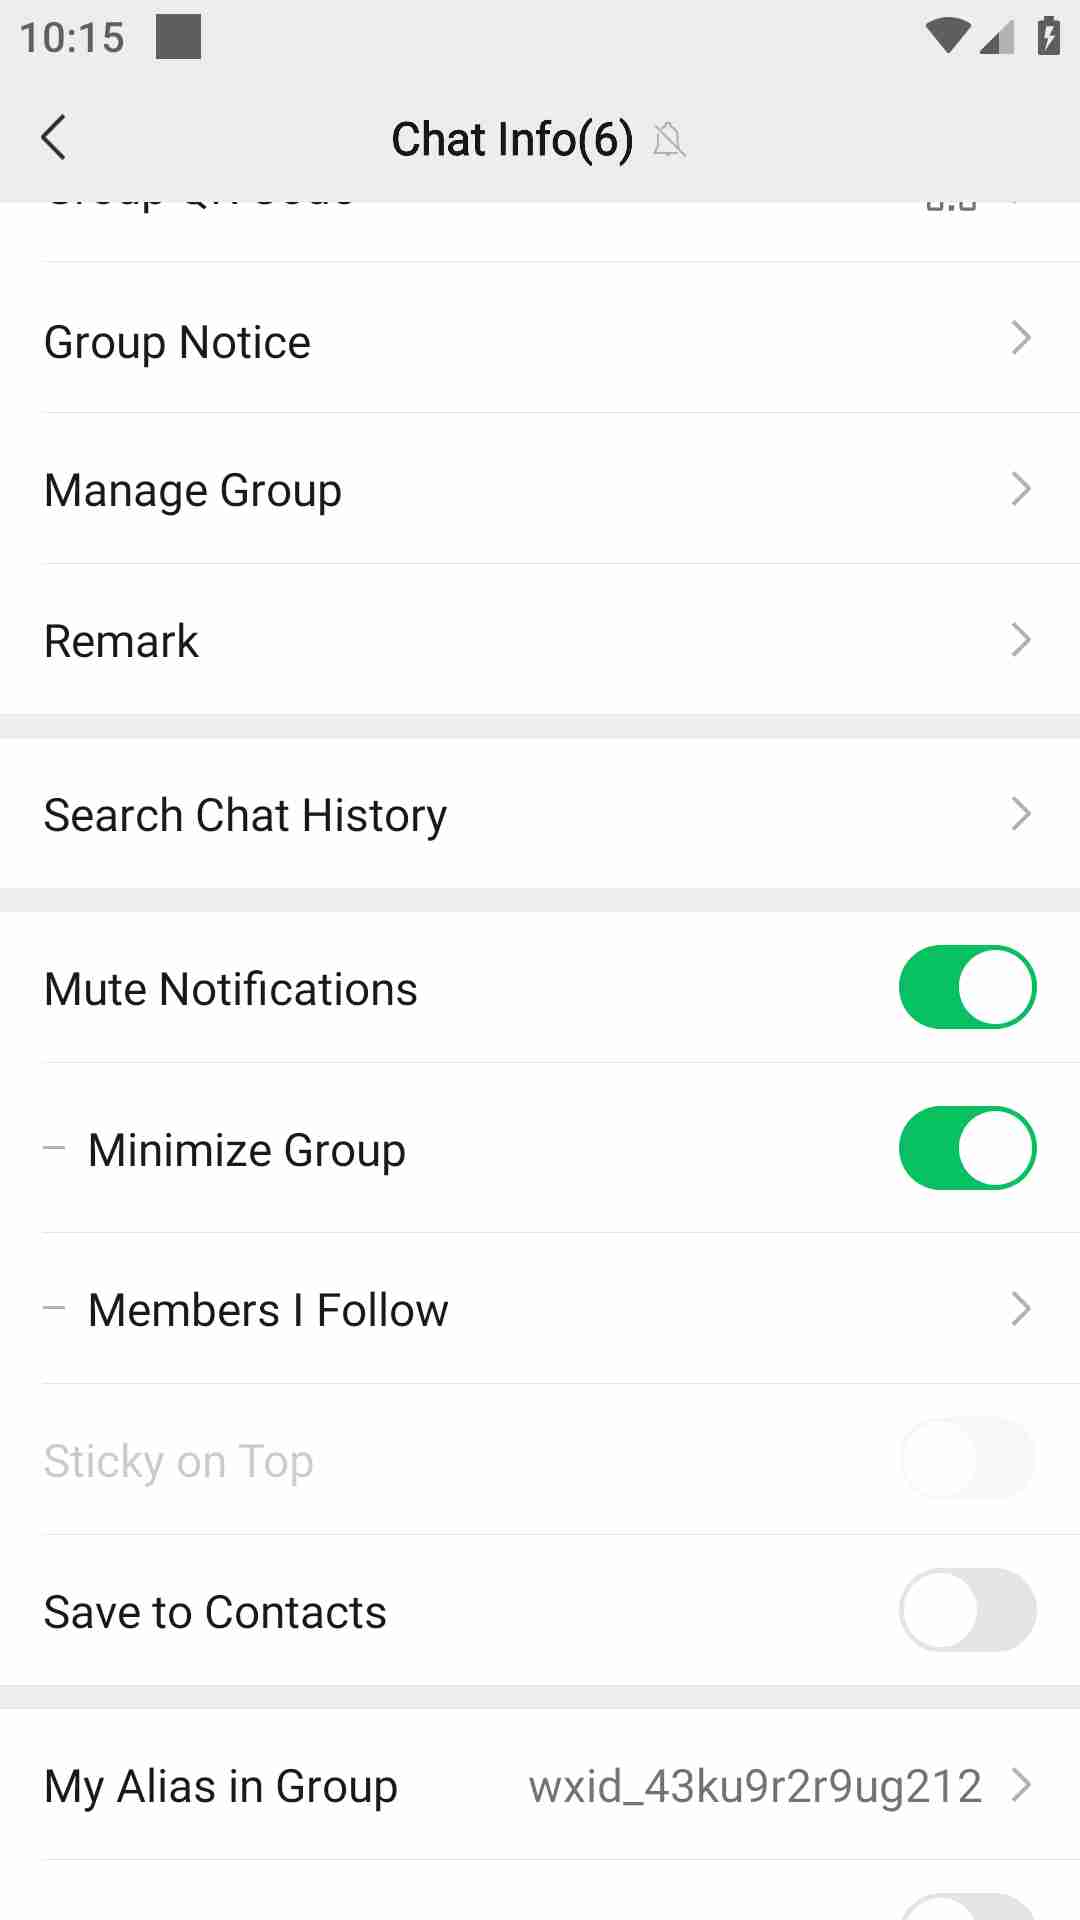 10:15
Chat Info(6)
Group Notice
Manage Group
Remark
Search Chat History
Mute Notifications
Minimize Group
Members I Follow
Sticky on Top
Save to Contacts
My Alias in Group wxid_43ku9r2r9ug212